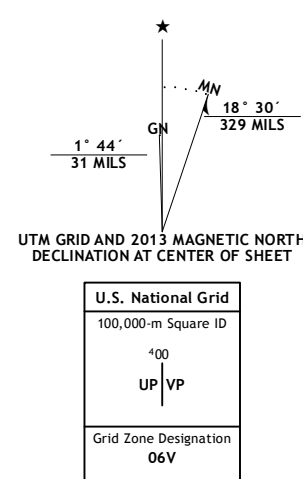 ★
MN
GN
18° 30´
329 MILS
1° 44´
31 MILS
UTM GRID AND 2013 MAGNETIC NORTH
DECLINATION AT CENTER OF SHEET
U.S. National Grid
100,000-m Square ID
⁴00
UP VP
Grid Zone Designation
06V